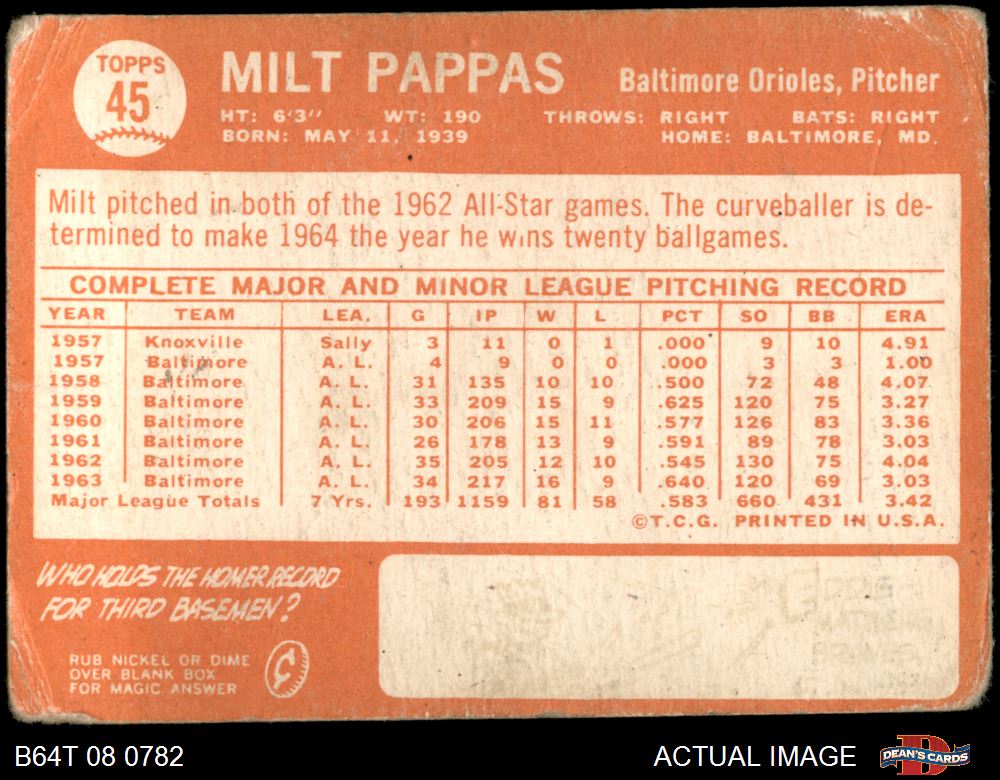 TOPPS
45
MILT PAPPAS
Baltimore Orioles, Pitcher
HT: 6'3" WT: 190 THROWS: RIGHT BATS: RIGHT
BORN: MAY 11, 1939 HOME: BALTIMORE, MD.
Milt pitched in both of the 1962 All-Star games. The curveballer is de-
termined to make 1964 the year he wins twenty ballgames.
COMPLETE MAJOR AND MINOR LEAGUE PITCHING RECORD
YEAR TEAM LEA. G IP W L PCT SO BB ERA
1957 Knoxville Sally 3 11 0 1 .000 9 10 4.91
1957 Baltimore A. L. 4 9 0 0 .000 3 3 1.00
1958 Baltimore A. L. 31 135 10 10 .500 72 48 4.07
1959 Baltimore A. L. 33 209 15 9 .625 120 75 3.27
1960 Baltimore A. L. 30 206 15 11 .577 126 83 3.36
1961 Baltimore A. L. 26 178 13 9 .591 89 78 3.03
1962 Baltimore A. L. 35 205 12 10 .545 130 75 4.04
1963 Baltimore A. L. 34 217 16 9 .640 120 69 3.03
Major League Totals 7 Yrs. 193 1159 81 58 .583 660 431 3.42
©T.C.G. PRINTED IN U.S.A.
WHO HOLDS THE HOMER RECORD
FOR THIRD BASEMEN?
RUB NICKEL OR DIME
OVER BLANK BOX
FOR MAGIC ANSWER
B64T 08 0782
ACTUAL IMAGE
DEAN'S CARDS